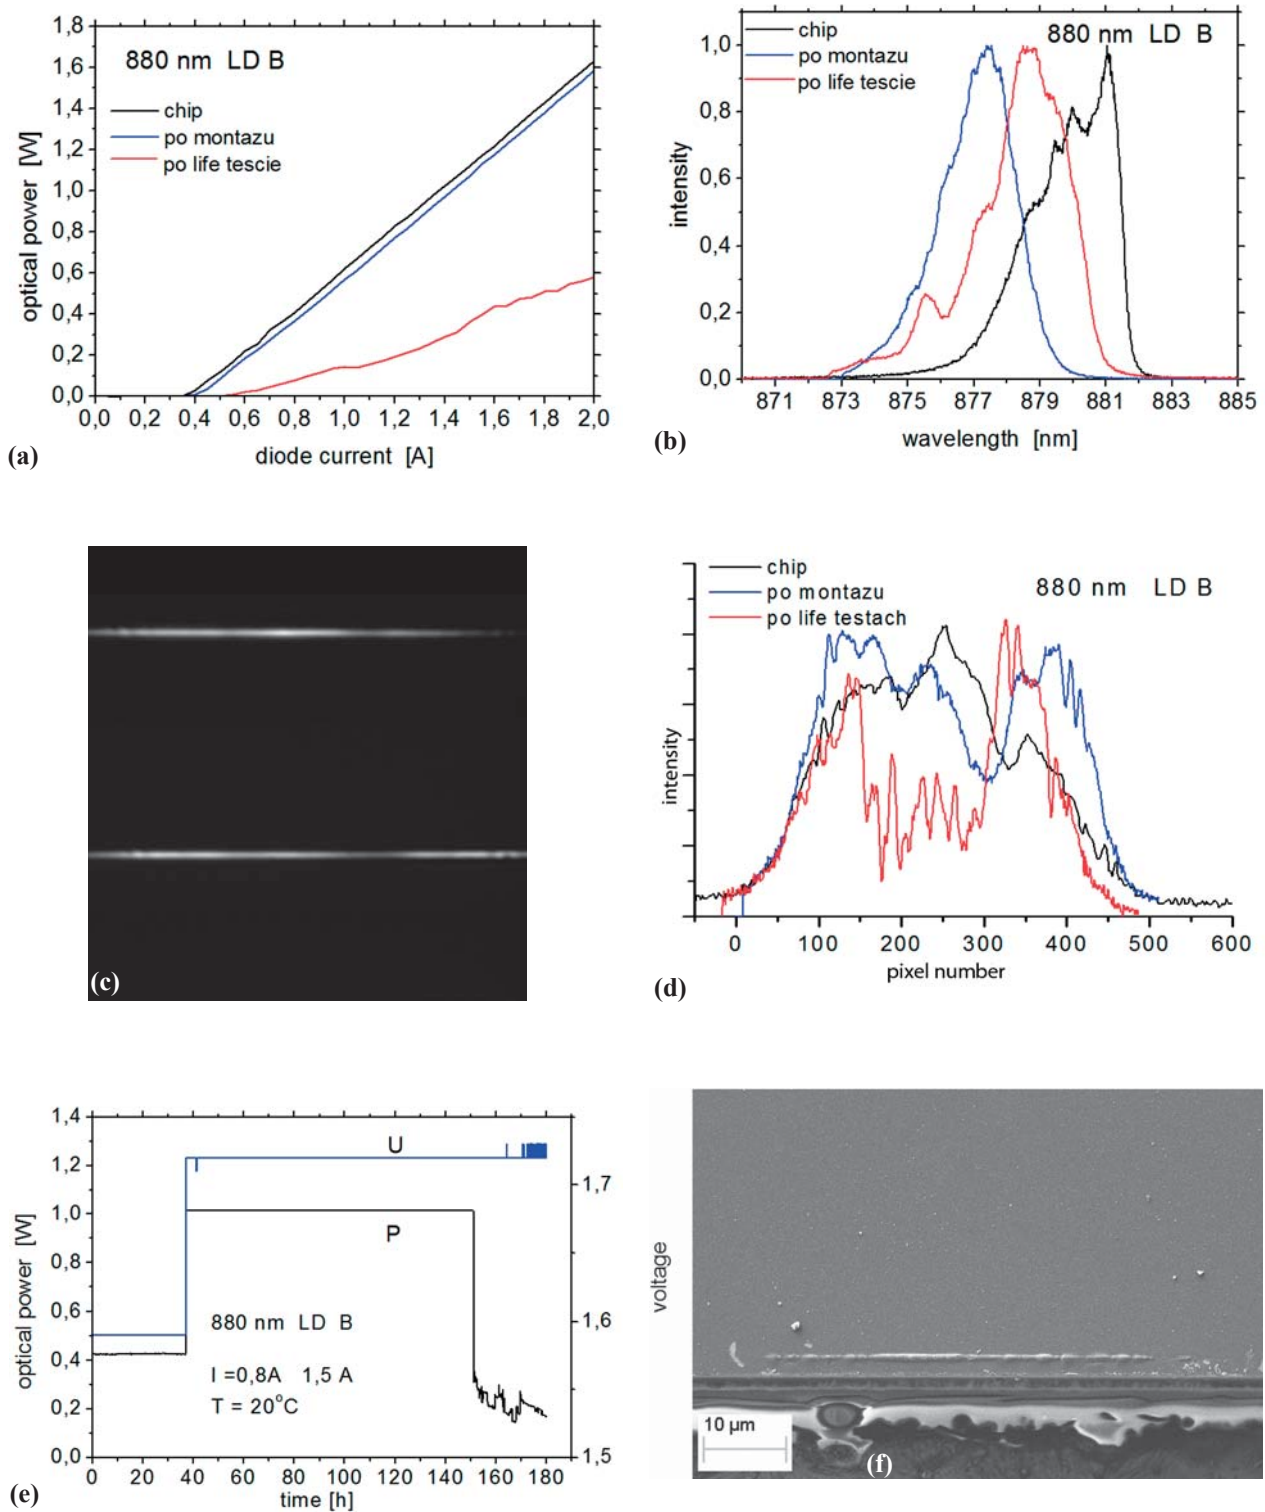 1,8
1,6
1,4
1,2
1,0
0,8
0,6
0,4
0,2
0,0
optical power [W]
880 nm LD B
chip
po montazu
po life tescie
0,0 0,2 0,4 0,6 0,8 1,0 1,2 1,4 1,6 1,8 2,0
diode current [A]
(a)
1,0
0,8
0,6
0,4
0,2
0,0
intensity
chip
po montazu
po life tescie
880 nm LD B
871 873 875 877 879 881 883 885
wavelength [nm]
(b)
(c)
chip
po montazu
po life testach
880 nm LD B
intensity
0 100 200 300 400 500 600
pixel number
(d)
1,4
1,2
1,0
0,8
0,6
0,4
0,2
0,0
optical power [W]
U
P
880 nm LD B
I =0,8A 1,5 A
T = 20°C
1,7
1,6
1,5
voltage
0 20 40 60 80 100 120 140 160 180
time [h]
(e)
10 µm
(f)